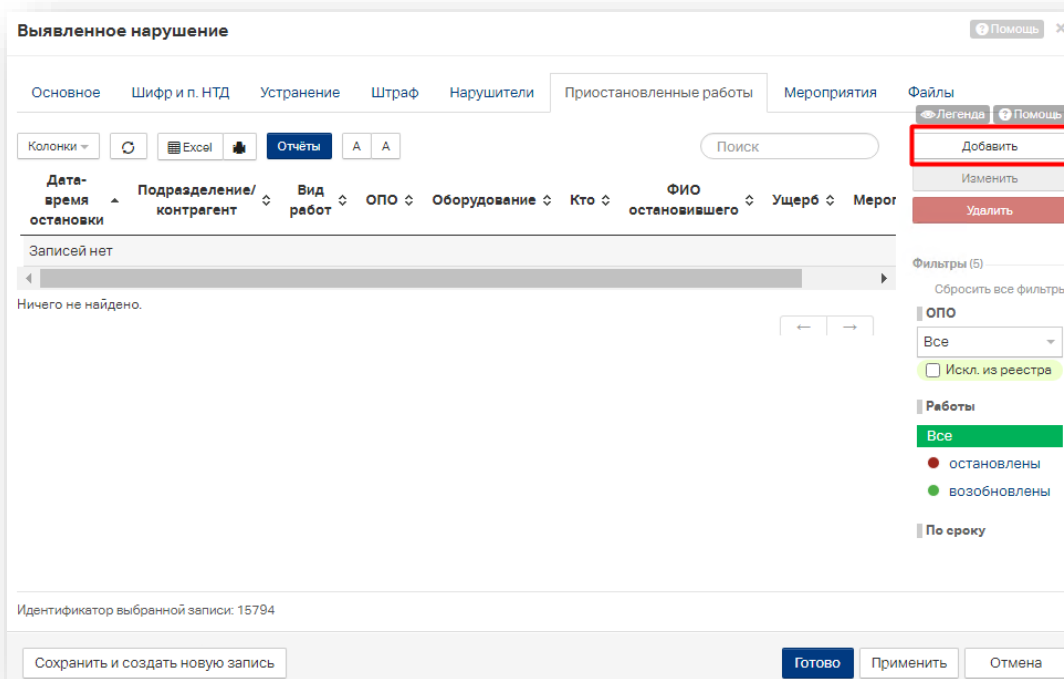 Выявленное нарушение
Помощь
Основное Шифр и п. НТД Устранение Штраф Нарушители Приостановленные работы Мероприятия Файлы
Легенда Помощь
Колонки Excel Отчёты A A Поиск
Добавить
Изменить
Удалить
Дата-время остановки
Подразделение/контрагент
Вид работ
ОПО
Оборудование
Кто
ФИО остановившего
Ущерб
Мероп
Записей нет
Ничего не найдено.
← →
Фильтры (5)
Сбросить все фильтры
ОПО
Все
Искл. из реестра
Работы
Все
остановлены
возобновлены
По сроку
Идентификатор выбранной записи: 15794
Сохранить и создать новую запись Готово Применить Отмена